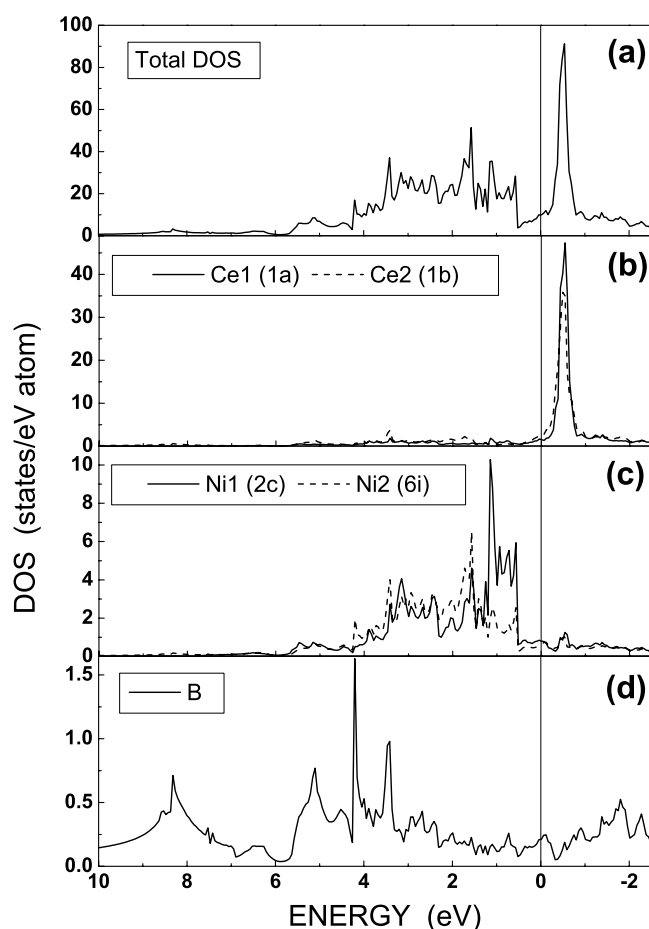 100
80
60
40
20
0
Total DOS
(a)
40
30
20
10
0
Ce1 (1a) Ce2 (1b)
(b)
10
8
6
4
2
0
Ni1 (2c) Ni2 (6i)
(c)
1.5
1.0
0.5
0.0
B
(d)
DOS (states/eV atom)
10 8 6 4 2 0 -2
ENERGY (eV)